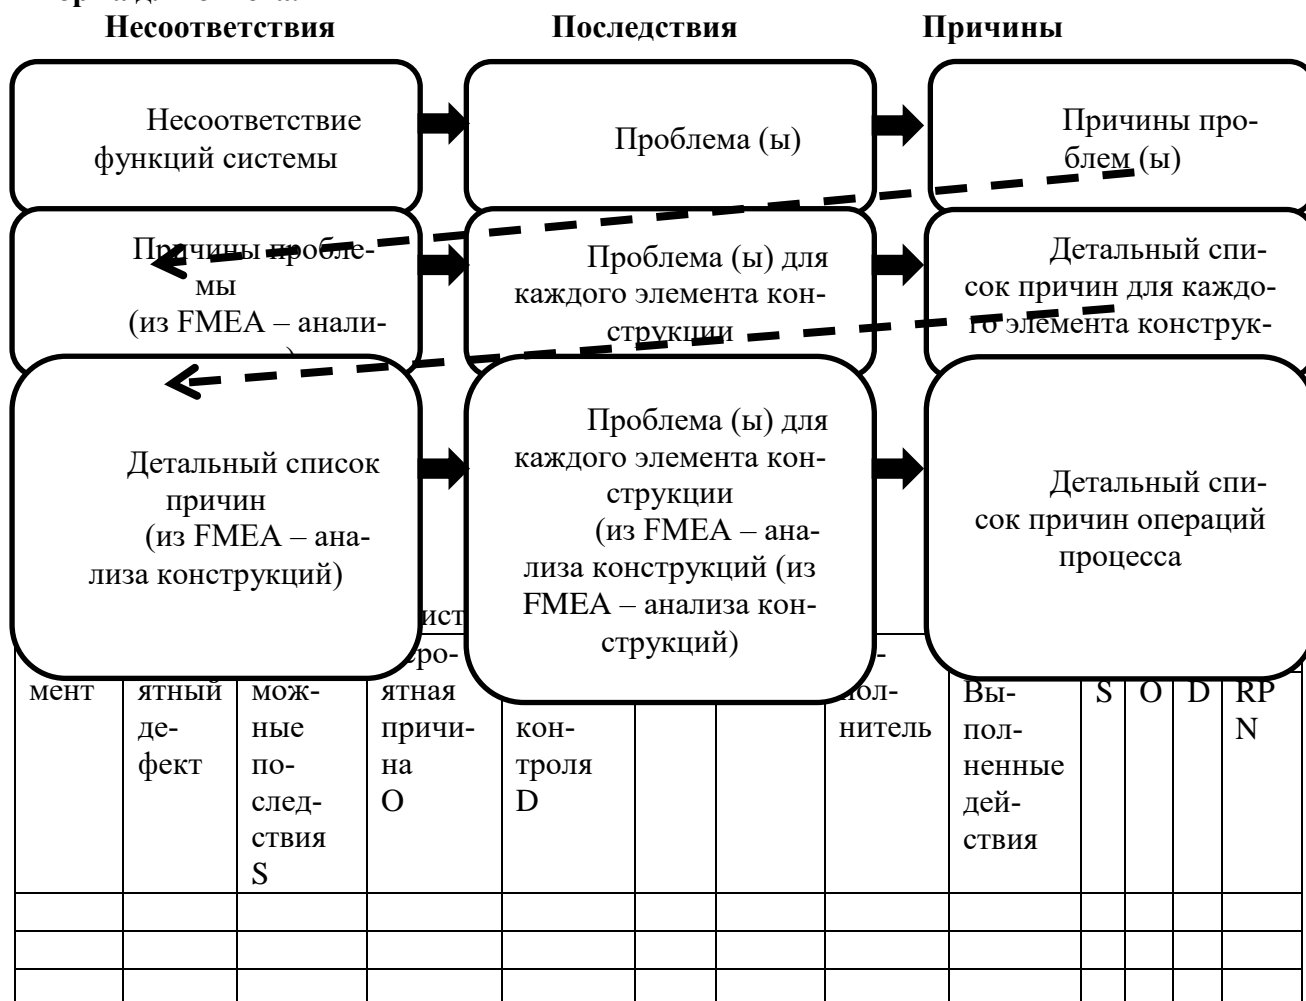 Несоответствия Последствия Причины
Несоответствие
функций системы
Проблема (ы)
Причины про-
блем (ы)
Причины пробле-
мы
(из FMEA – анали-
Проблема (ы) для
каждого элемента кон-
струкции
Детальный спи-
сок причин для каждо-
го элемента конструк-
Детальный список
причин
(из FMEA – ана-
лиза конструкций)
Проблема (ы) для
каждого элемента кон-
струкции
(из FMEA – ана-
лиза конструкций (из
FMEA – анализа кон-
струкций)
Детальный спи-
сок причин операций
процесса
мент
ятный
де-
фект
мож-
ные
по-
след-
ствия
S
ро-
ятная
причи-
на
O
кон-
троля
D
пол-
нитель
Вы-
пол-
ненные
дей-
ствия
S
O
D
RP
N